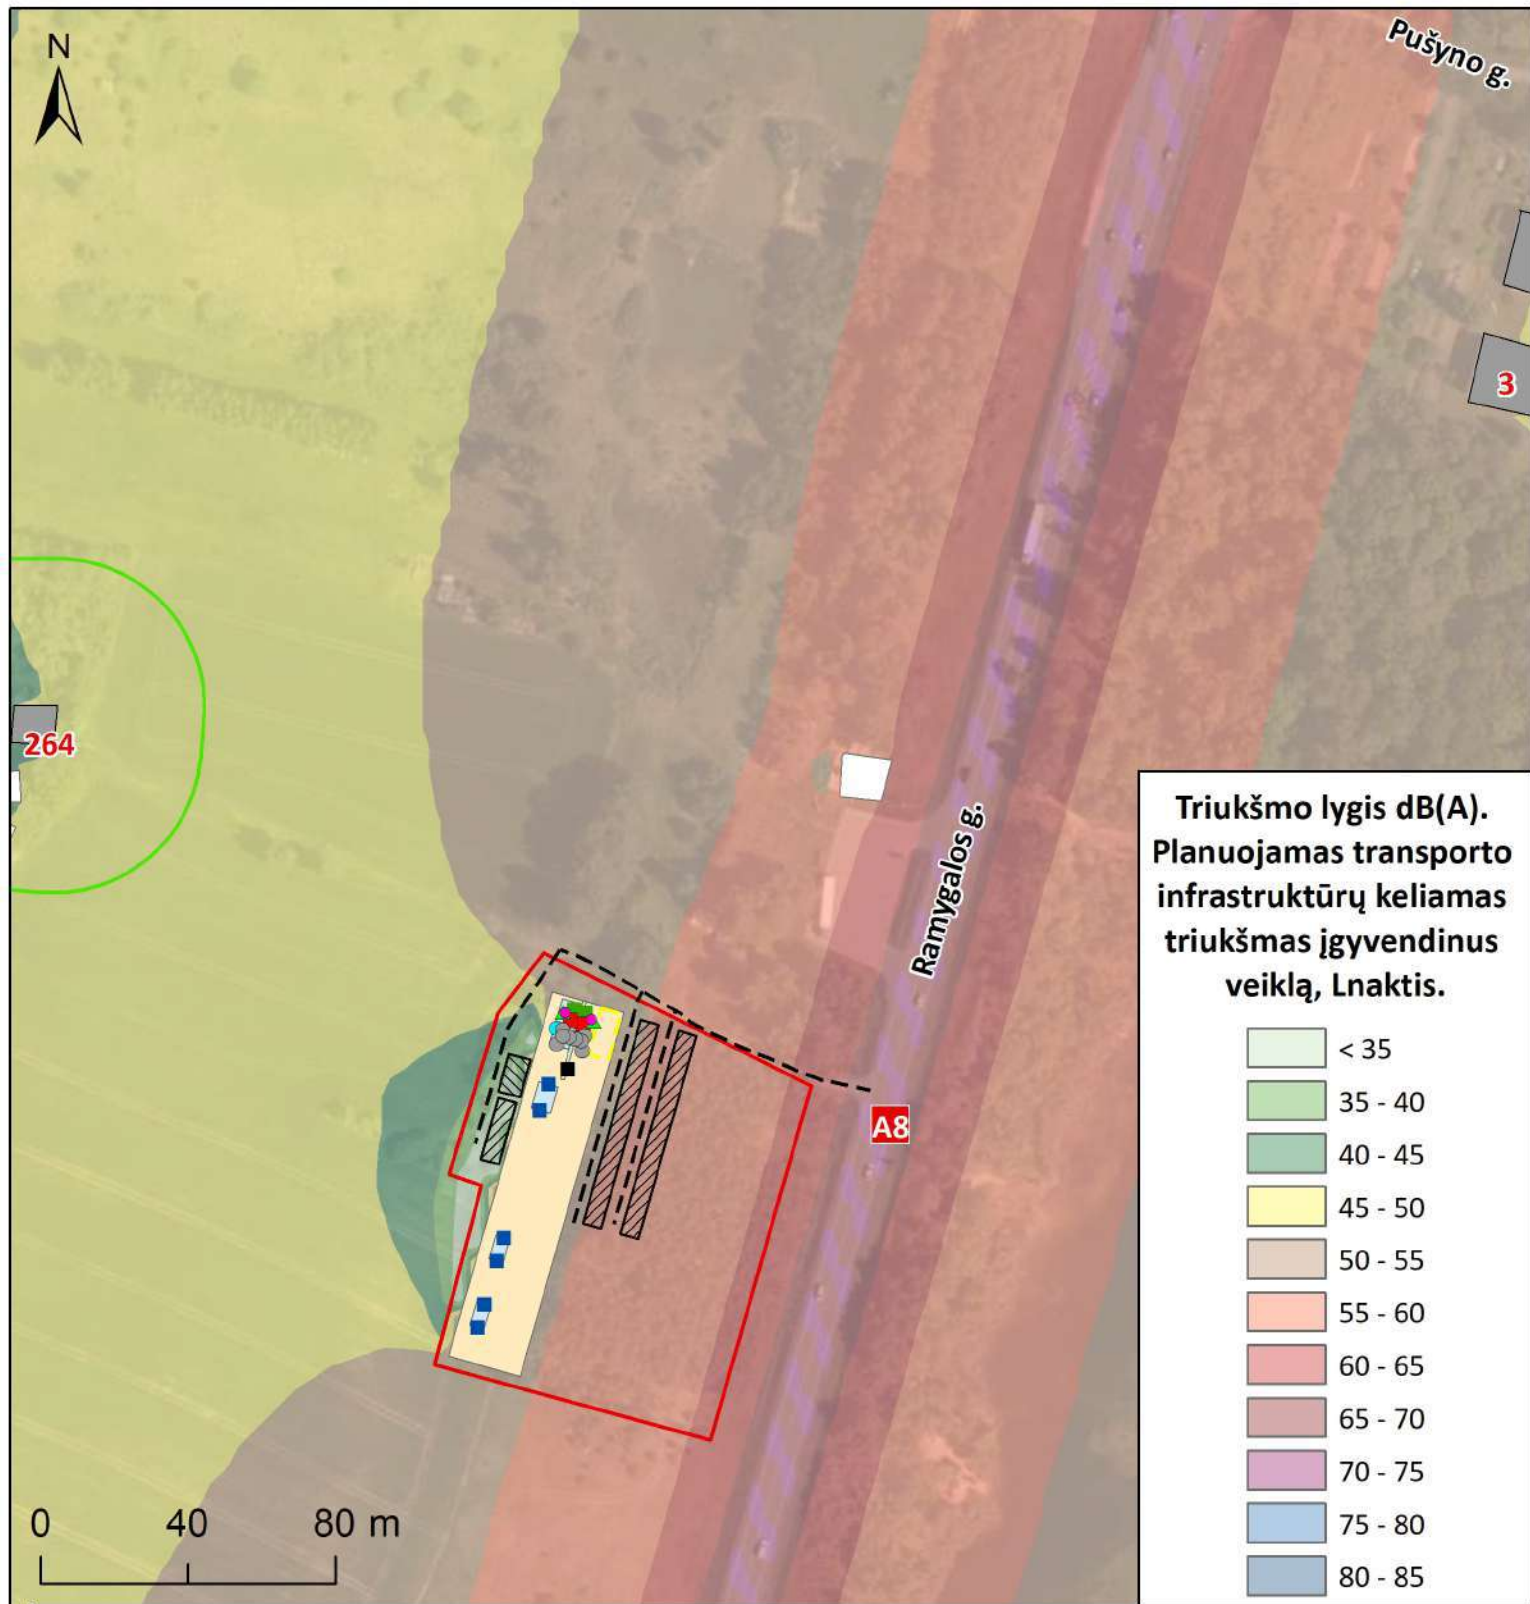 N
Pušyno g.
3
264
Ramygalos g.
A8
Triukšmo lygis dB(A).
Planuojamas transporto
infrastruktūrų keliamas
triukšmas įgyvendinus
veiklą, Lnaktis.
< 35
35 - 40
40 - 45
45 - 50
50 - 55
55 - 60
60 - 65
65 - 70
70 - 75
75 - 80
80 - 85
0 40 80 m